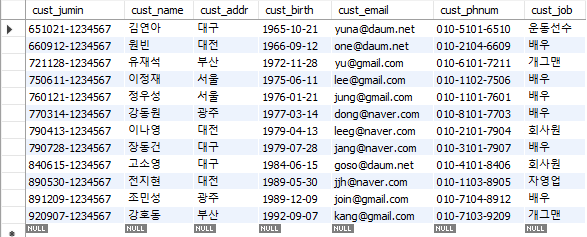 cust_jumin cust_name cust_addr cust_birth cust_email cust_phnum cust_job
651021-1234567 김연아 대구 1965-10-21 yuna@daum.net 010-5101-6510 운동선수
660912-1234567 원빈 대전 1966-09-12 one@daum.net 010-2104-6609 배우
721128-1234567 유재석 부산 1972-11-28 yu@gmail.com 010-6101-7211 개그맨
750611-1234567 이정재 서울 1975-06-11 lee@gmail.com 010-1102-7506 배우
760121-1234567 정우성 서울 1976-01-21 jung@gmail.com 010-1101-7601 배우
770314-1234567 강동원 광주 1977-03-14 dong@naver.com 010-8101-7703 배우
790413-1234567 이나영 대전 1979-04-13 leeg@naver.com 010-2101-7904 회사원
790728-1234567 장동건 대구 1979-07-28 jang@naver.com 010-3101-7907 배우
840615-1234567 고소영 대구 1984-06-15 goso@daum.net 010-4101-8406 회사원
890530-1234567 전지현 대전 1989-05-30 jjh@naver.com 010-1103-8905 자영업
891209-1234567 조민성 광주 1989-12-09 join@gmail.com 010-7104-8912 배우
920907-1234567 강호동 부산 1992-09-07 kang@gmail.com 010-7103-9209 개그맨
NULL NULL NULL NULL NULL NULL NULL